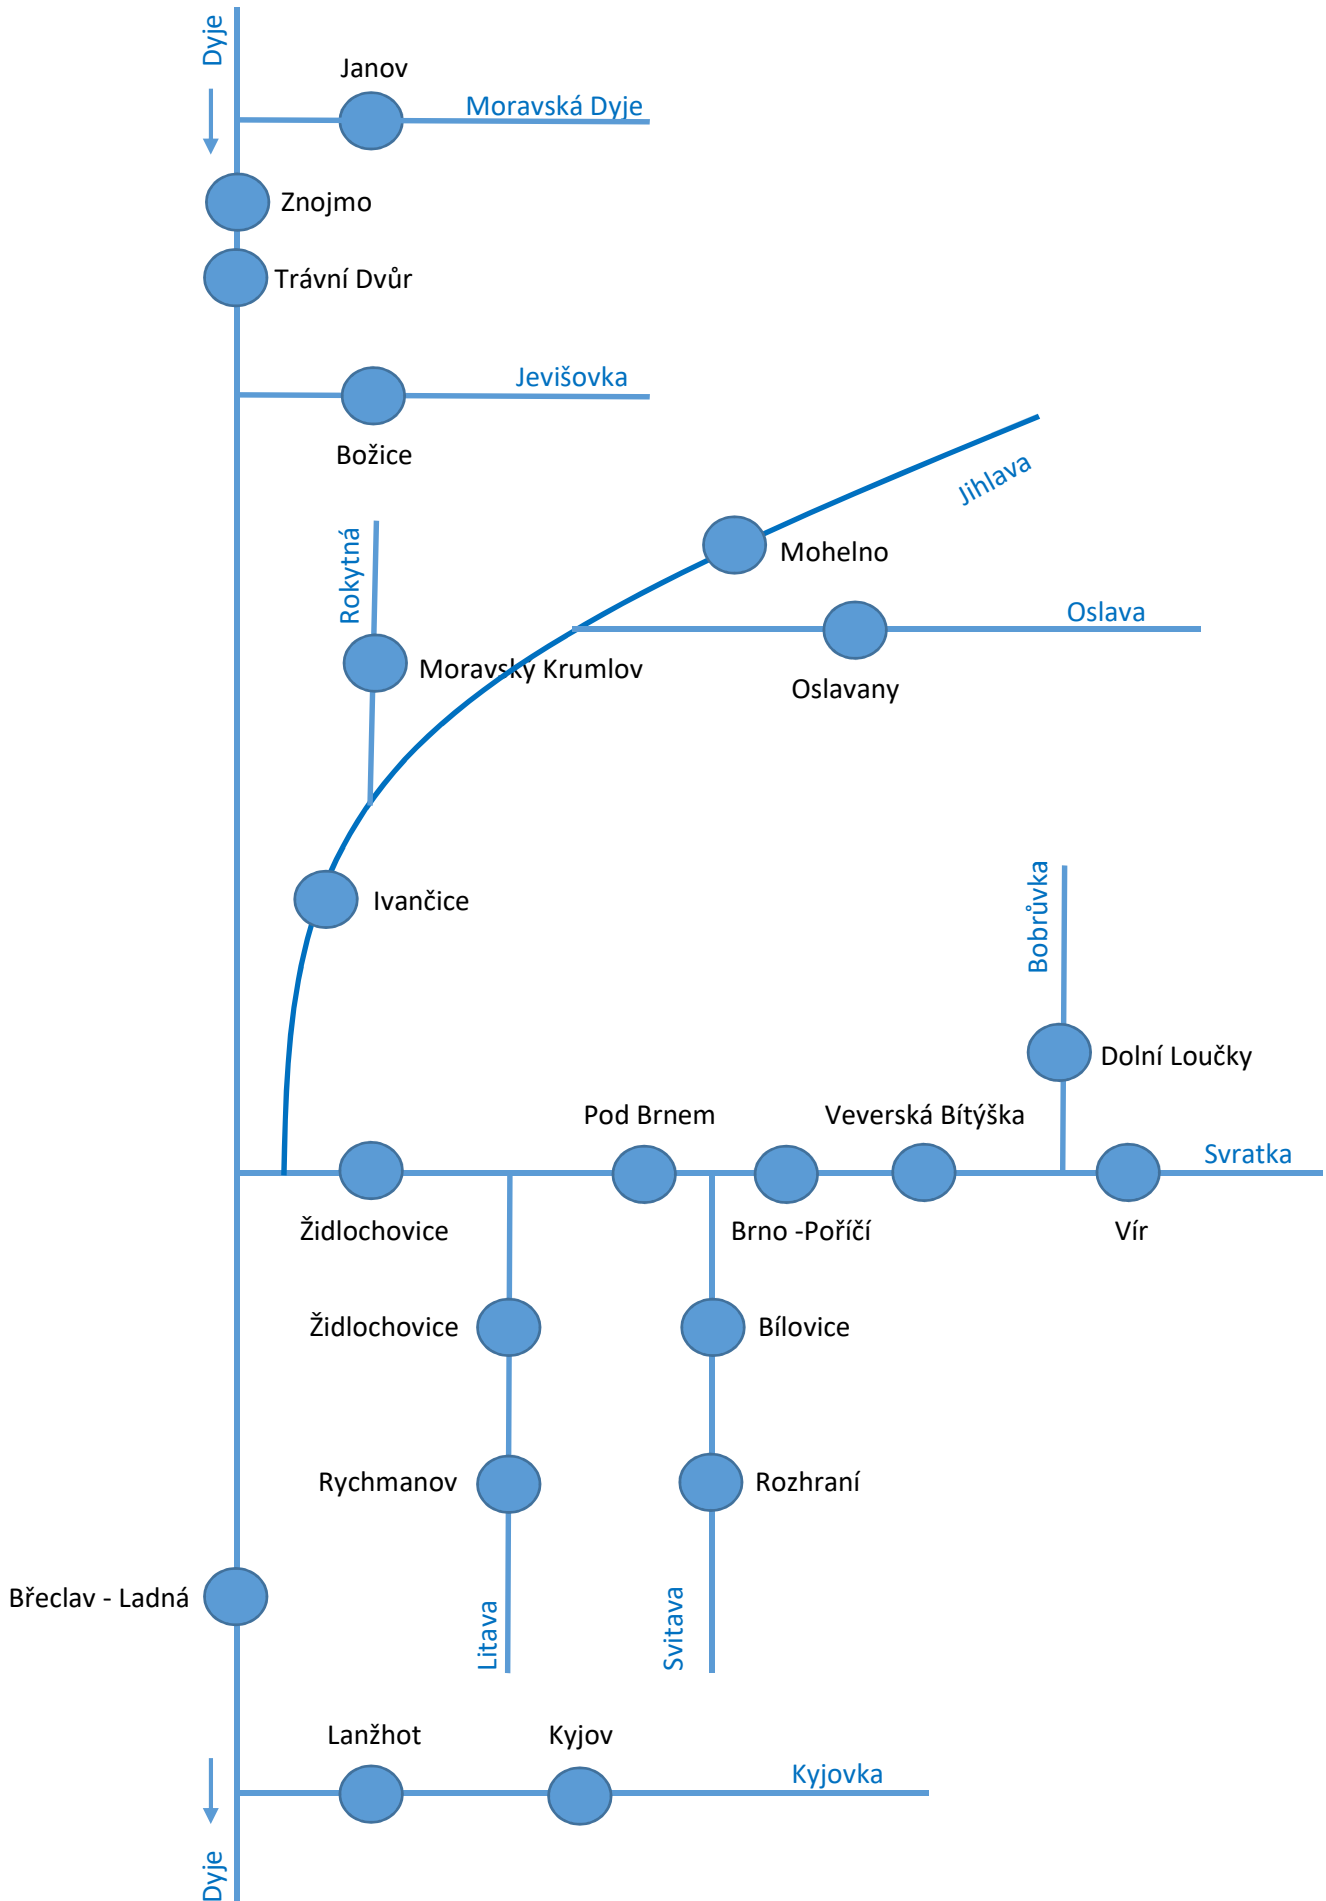 Dyje
Janov
Moravská Dyje
Znojmo
Trávní Dvůr
Jevišovka
Božice
Jihlava
Rokytná
Mohelno
Oslava
Moravský Krumlov
Oslavany
Ivančice
Bobrůvka
Dolní Loučky
Pod Brnem
Veverská Bítýška
Svratka
Židlochovice
Brno -Poříčí
Vír
Židlochovice
Bílovice
Rychmanov
Rozhraní
Břeclav - Ladná
Litava
Svitava
Lanžhot
Kyjov
Kyjovka
Dyje